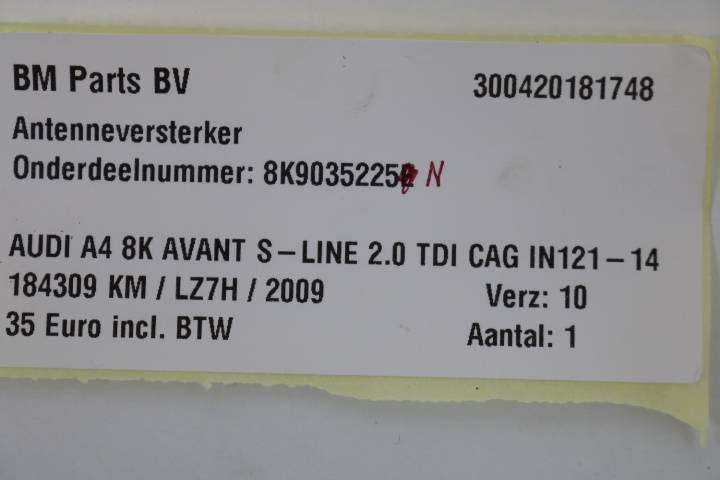 BM Parts BV 300420181748
Antenneversterker
Onderdeelnummer: 8K9035225 N
AUDI A4 8K AVANT S-LINE 2.0 TDI CAG IN121-14
184309 KM / LZ7H / 2009 Verz: 10
35 Euro incl. BTW Aantal: 1